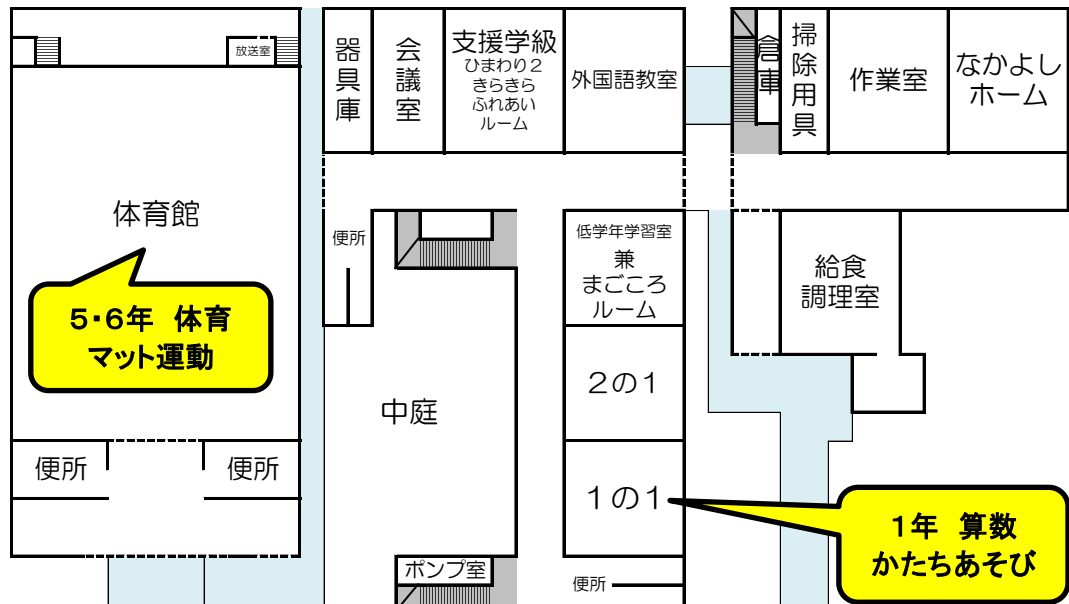 放送室
器具庫
会議室
支援学級
ひまわり2
きらきら
ふれあい
ルーム
外国語教室
倉庫
掃除用具
作業室
なかよし
ホーム
体育館
5・6年 体育
マット運動
便所
低学年学習室
兼
まごころ
ルーム
給食
調理室
2の1
中庭
便所
便所
1の1
1年 算数
かたちあそび
ポンプ室
便所